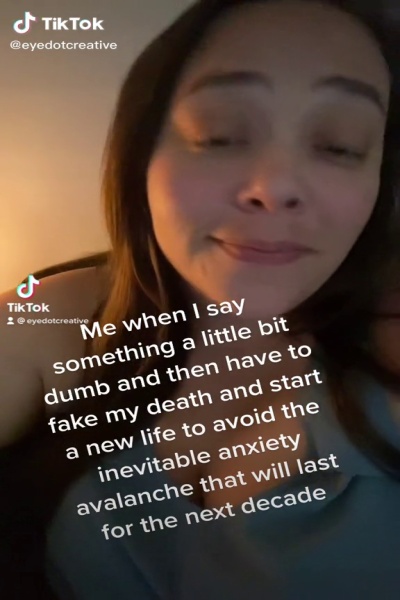 TikTok
@eyedotcreative
TikTok
@eyedotcreative
Me when I say
something a little bit
dumb and then have to
fake my death and start
a new life to avoid the
inevitable anxiety
avalanche that will last
for the next decade